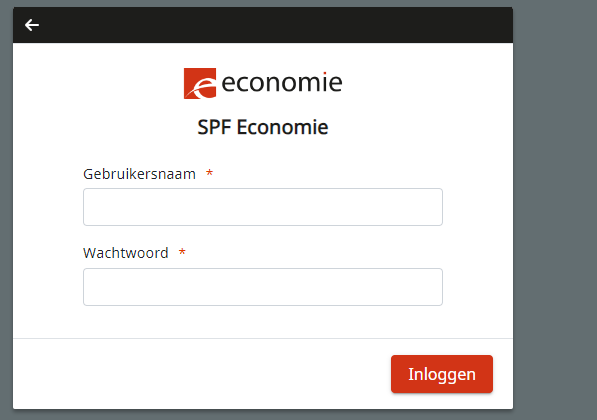 economie
SPF Economie
Gebruikersnaam *
Wachtwoord *
Inloggen